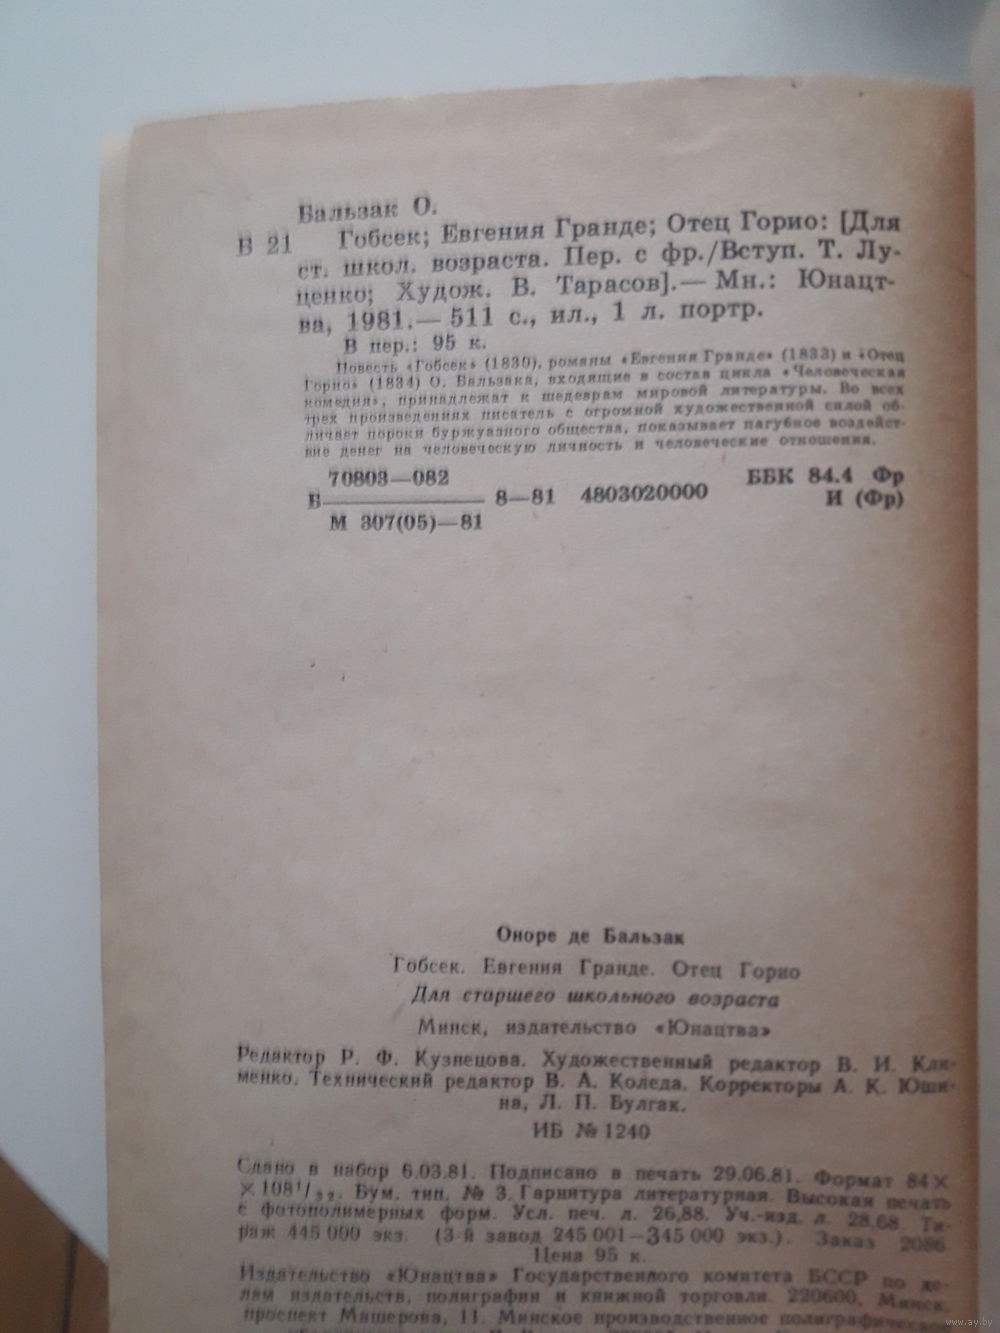 Бальзак О.
Б 21 Гобсек; Евгения Гранде; Отец Горио: [Для
ст. школ. возраста. Пер. с фр./Вступ. Т. Лу-
ценко; Худож. В. Тарасов].— Мн.: Юнацт-
ва, 1981.— 511 с., ил., 1 л. портр.
В пер.: 95 к.
Повесть «Гобсек» (1830), романы «Евгения Гранде» (1833) и «Отец
Горио» (1834) О. Бальзака, входящие в состав цикла «Человеческая
комедия», принадлежат к шедеврам мировой литературы. Во всех
трех произведениях писатель с огромной художественной силой об-
личает пороки буржуазного общества, показывает пагубное воздейст-
вие денег на человеческую личность и человеческие отношения.
70803—082
Б 8—81 4803020000 ББК 84.4 Фр
М 307(05)—81 И (Фр)
Оноре де Бальзак
Гобсек. Евгения Гранде. Отец Горио
Для старшего школьного возраста
Минск, издательство «Юнацтва»
Редактор Р. Ф. Кузнецова. Художественный редактор В. И. Кли-
менко. Технический редактор В. А. Коледа. Корректоры А. К. Юши-
на, Л. П. Булгак.
ИБ № 1240
Сдано в набор 6.03.81. Подписано в печать 29.06.81. Формат 84×
×108¹/₃₂. Бум. тип. № 3. Гарнитура литературная. Высокая печать
с фотополимерных форм. Усл. печ. л. 26,88. Уч.-изд. л. 28,68. Ти-
раж 445 000 экз. (3-й завод 245 001—345 000 экз.). Заказ 2086.
Цена 95 к.
Издательство «Юнацтва» Государственного комитета БССР по де-
лам издательств, полиграфии и книжной торговли. 220600, Минск,
проспект Машерова, 11. Минское производственное полиграфическое
www.ay.by